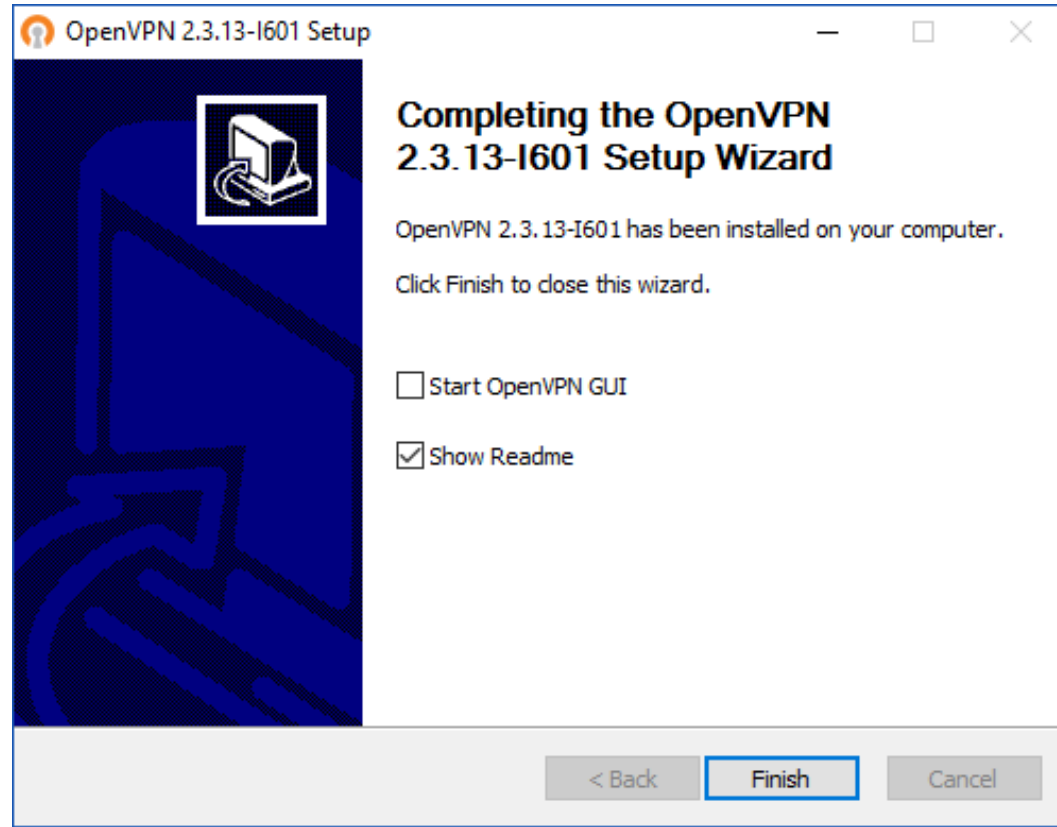 OpenVPN 2.3.13-I601 Setup
Completing the OpenVPN
2.3.13-I601 Setup Wizard
OpenVPN 2.3.13-I601 has been installed on your computer.
Click Finish to close this wizard.
Start OpenVPN GUI
Show Readme
< Back
Finish
Cancel